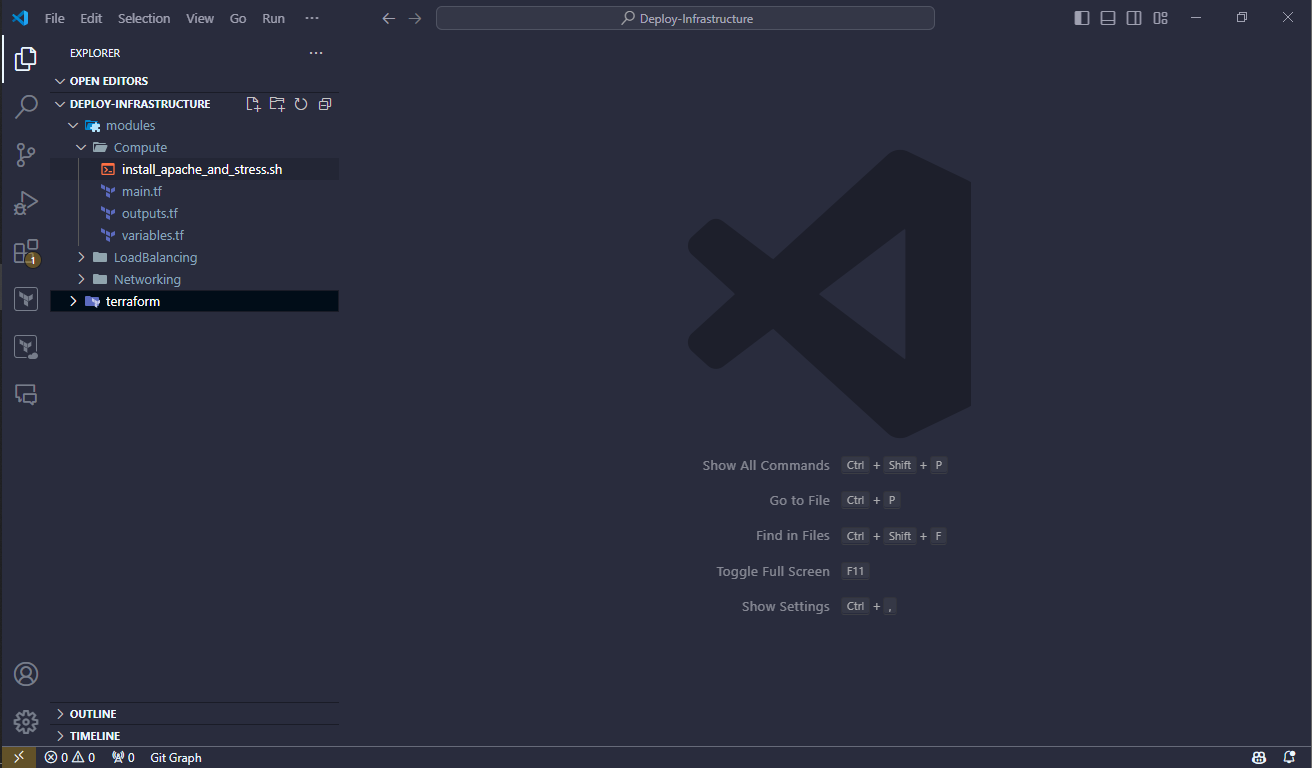 File Edit Selection View Go Run ···
Deploy-Infrastructure
EXPLORER
OPEN EDITORS
DEPLOY-INFRASTRUCTURE
modules
Compute
install_apache_and_stress.sh
main.tf
outputs.tf
variables.tf
LoadBalancing
Networking
terraform
1
Show All Commands Ctrl + Shift + P
Go to File Ctrl + P
Find in Files Ctrl + Shift + F
Toggle Full Screen F11
Show Settings Ctrl + ,
OUTLINE
TIMELINE
0 0 0 Git Graph